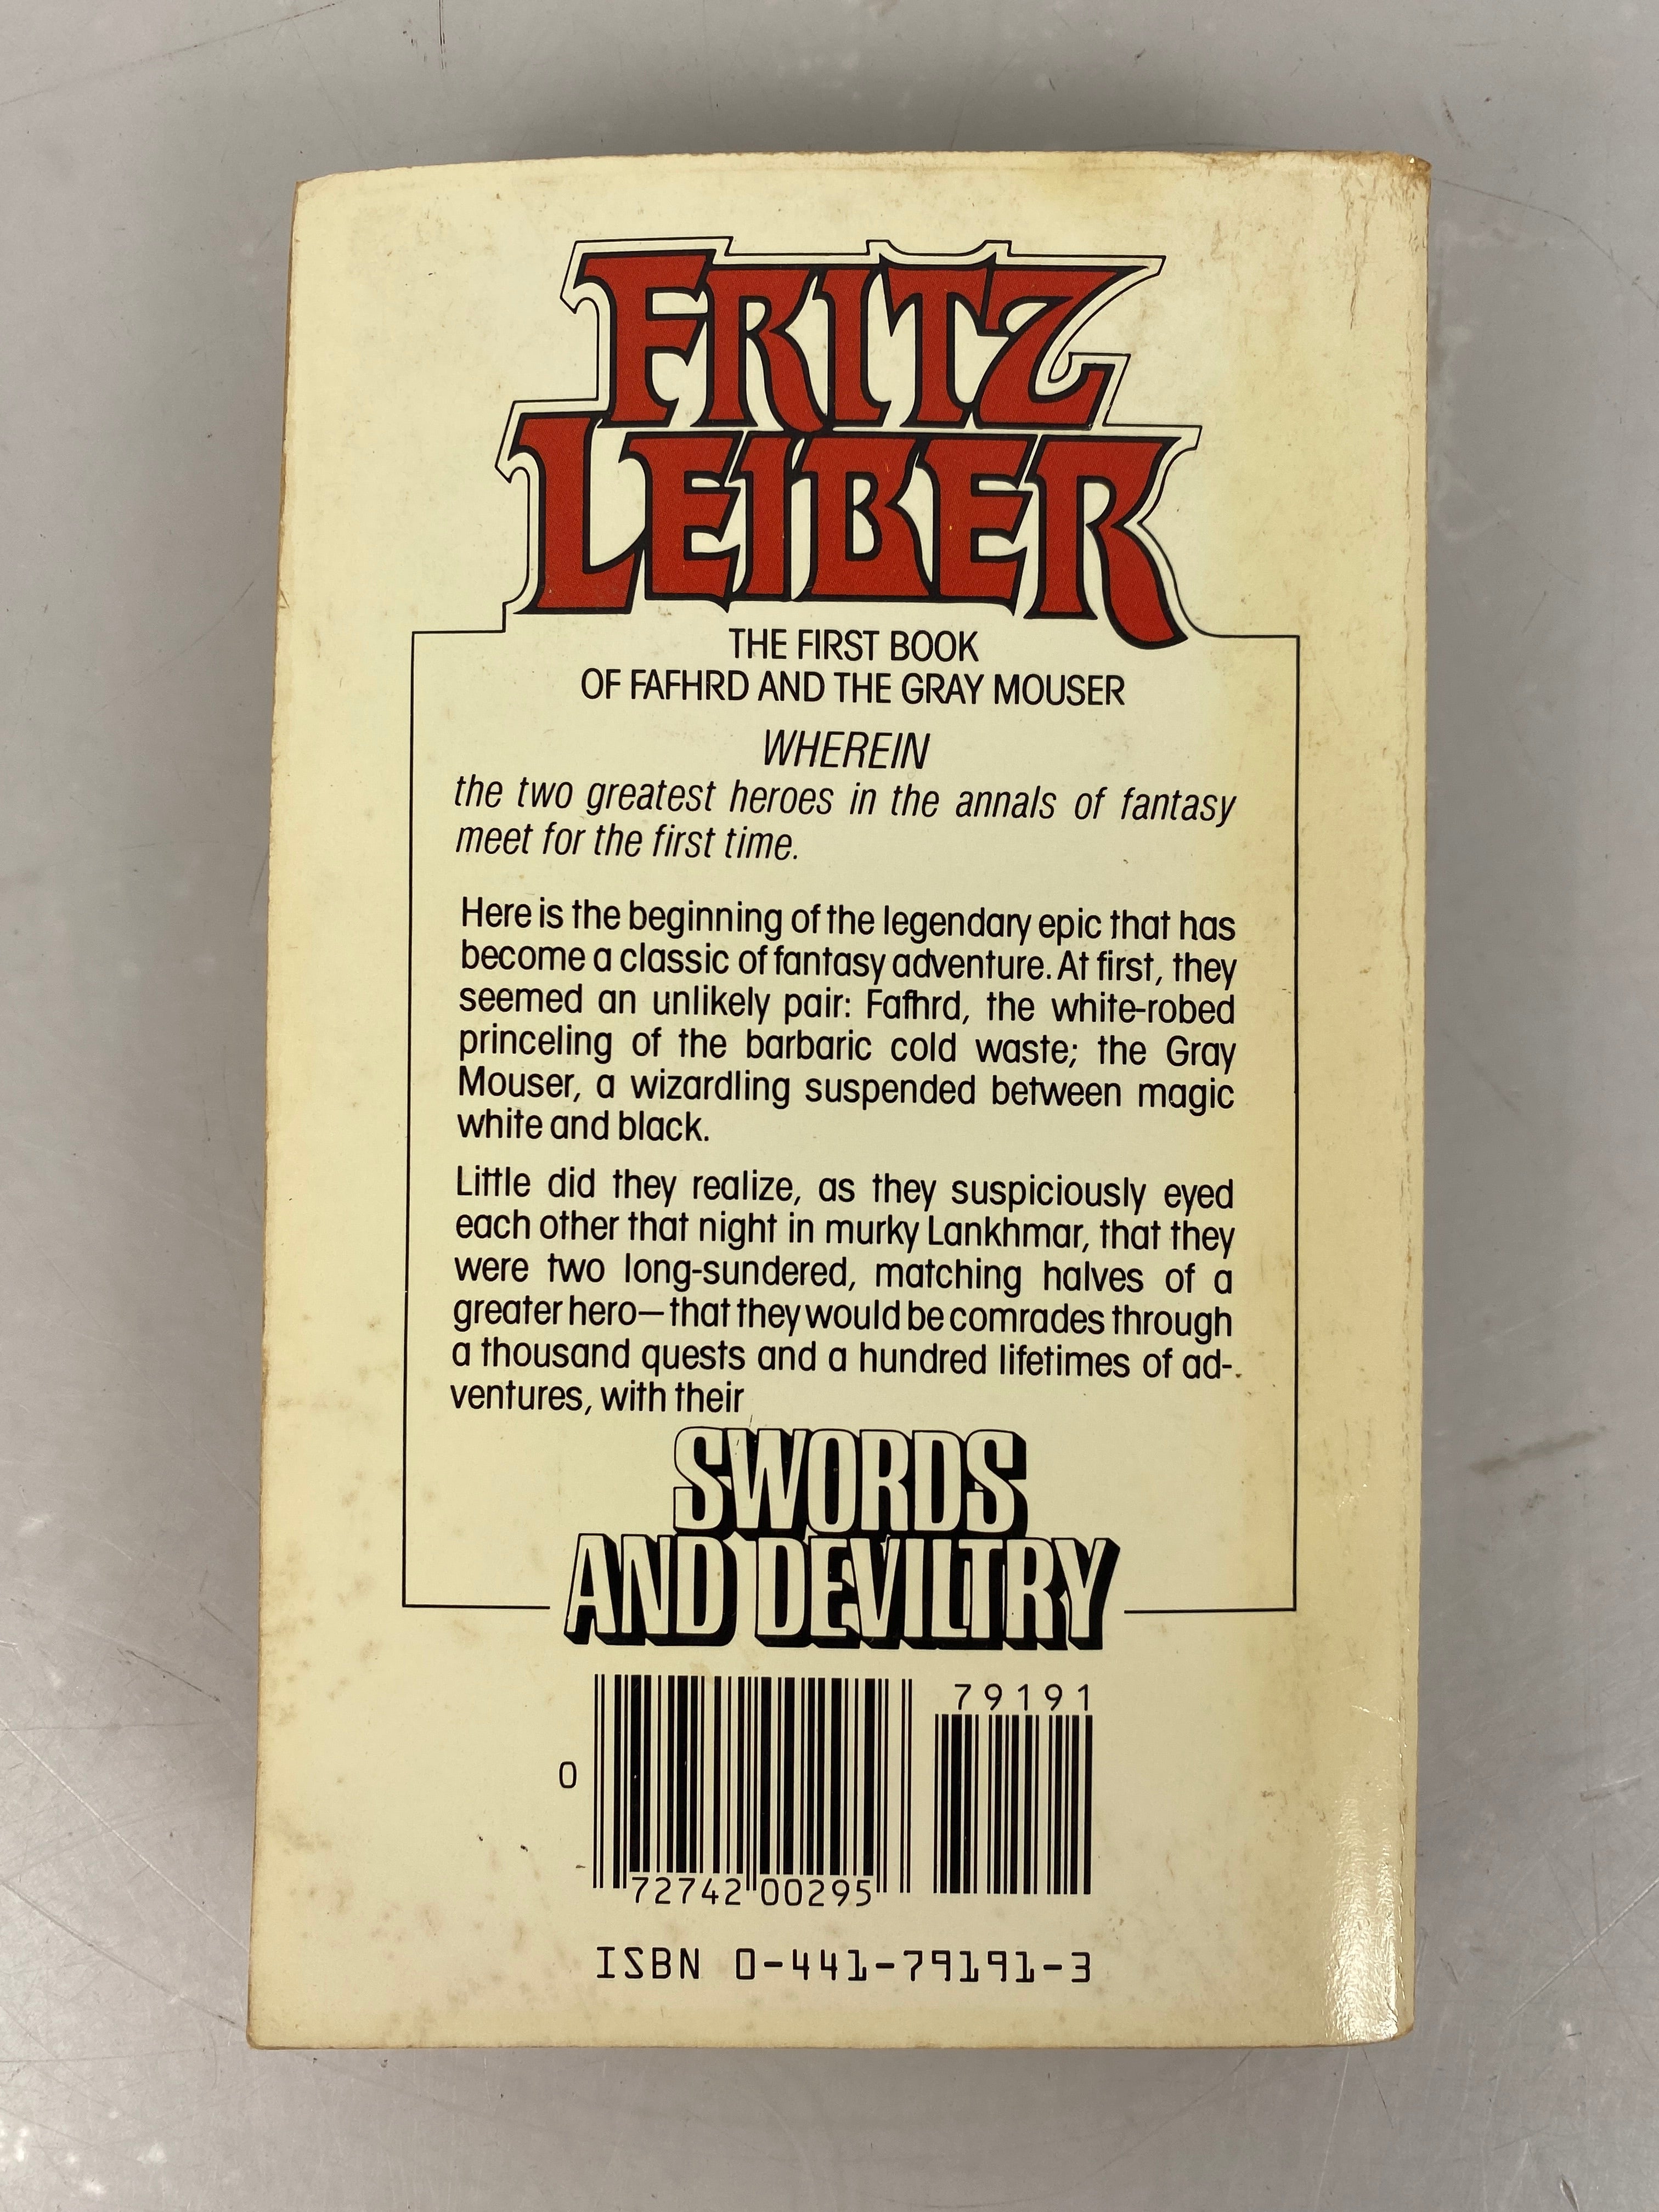 FRITZ
LEIBER
THE FIRST BOOK
OF FAFHRD AND THE GRAY MOUSER
WHEREIN
the two greatest heroes in the annals of fantasy
meet for the first time.
Here is the beginning of the legendary epic that has
become a classic of fantasy adventure. At first, they
seemed an unlikely pair: Fafhrd, the white-robed
princeling of the barbaric cold waste; the Gray
Mouser, a wizardling suspended between magic
white and black.
Little did they realize, as they suspiciously eyed
each other that night in murky Lankhmar, that they
were two long-sundered, matching halves of a
greater hero—that they would be comrades through
a thousand quests and a hundred lifetimes of ad-
ventures, with their
SWORDS
AND DEVILTRY
79191
0
72742 00295
ISBN 0-441-79191-3